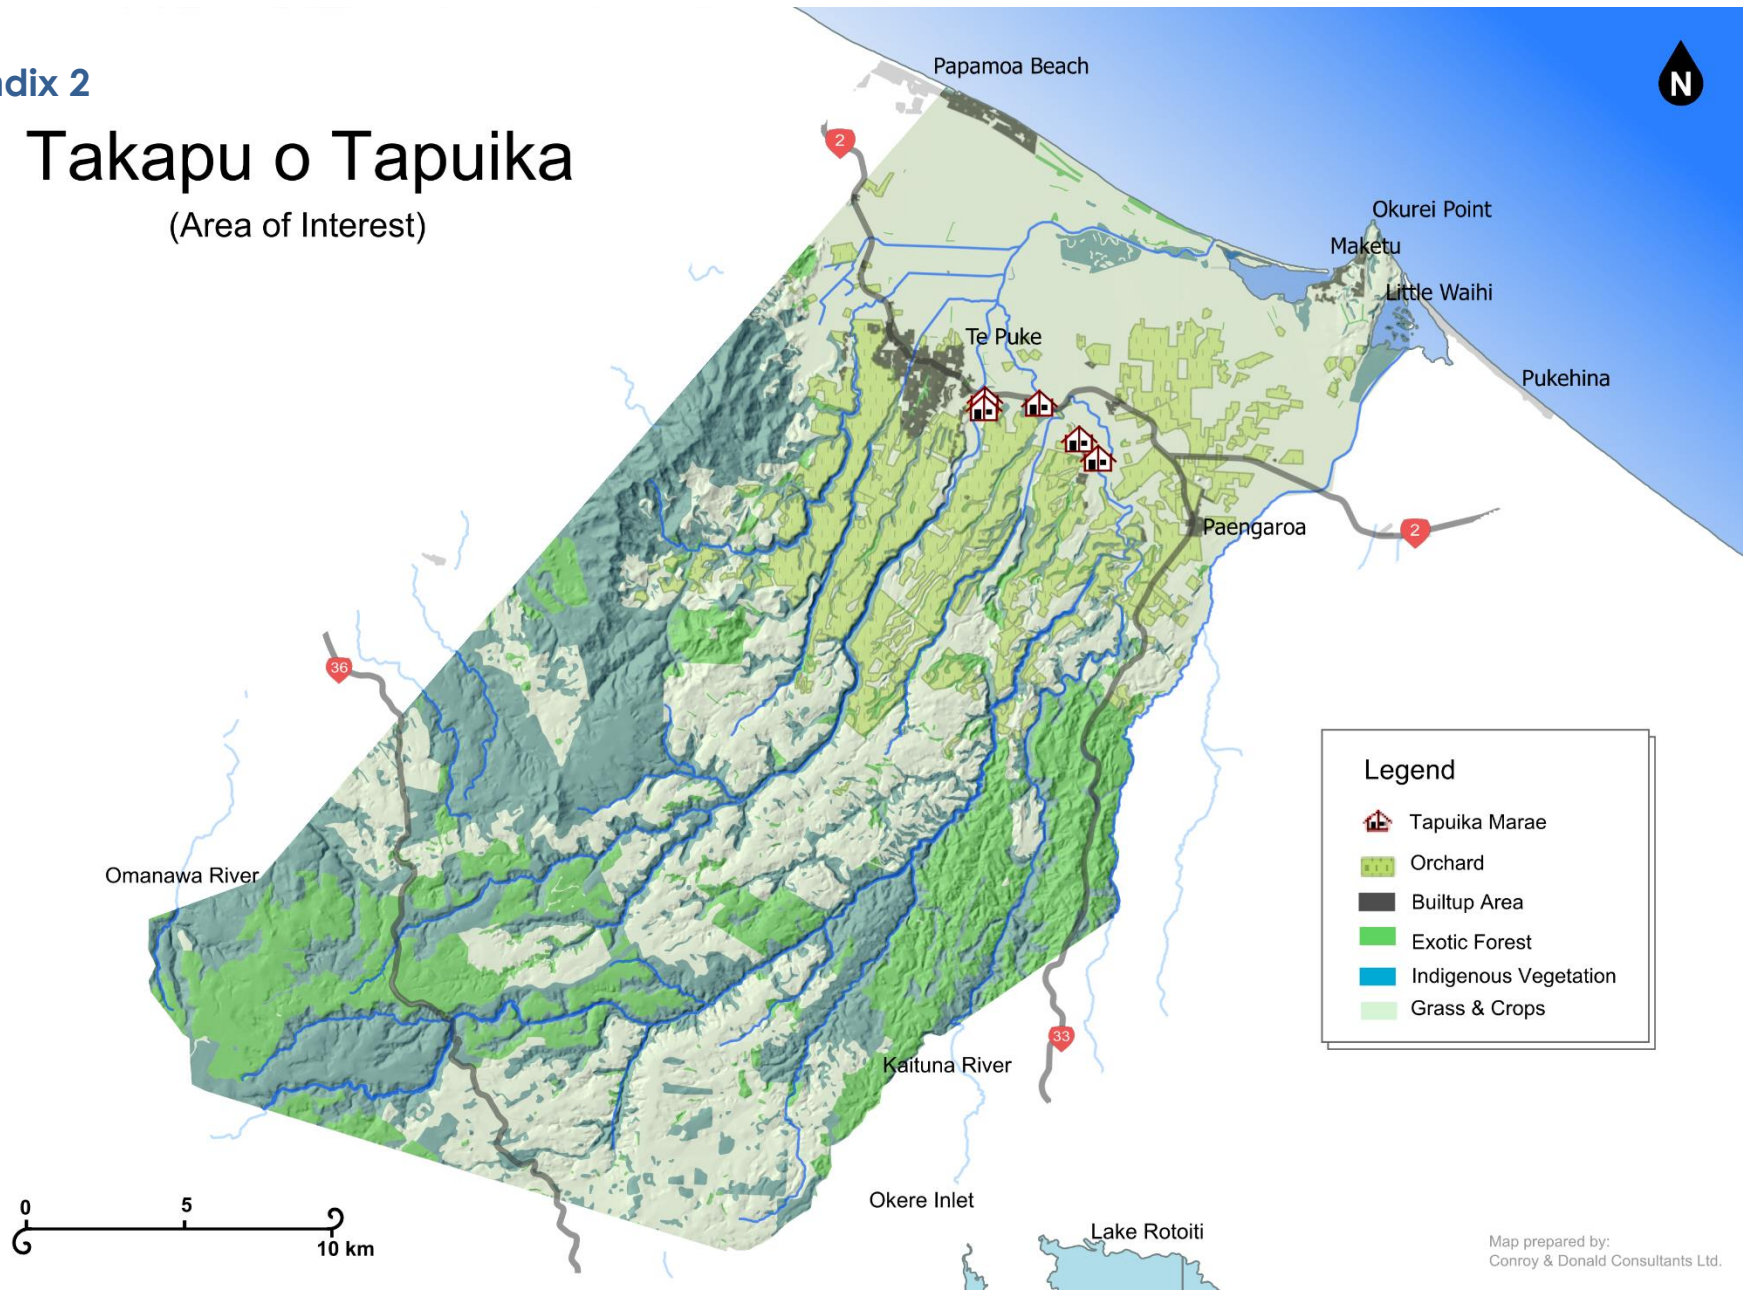 ndix 2
Takapu o Tapuika
(Area of Interest)
N
Papamoa Beach
2
Okurei Point
Maketu
Little Waihi
Te Puke
Pukehina
Paengaroa
2
36
Omanawa River
Legend
Tapuika Marae
Orchard
Builtup Area
Exotic Forest
Indigenous Vegetation
Grass & Crops
33
Kaituna River
Okere Inlet
Lake Rotoiti
0 5
10 km
Map prepared by:
Conroy & Donald Consultants Ltd.